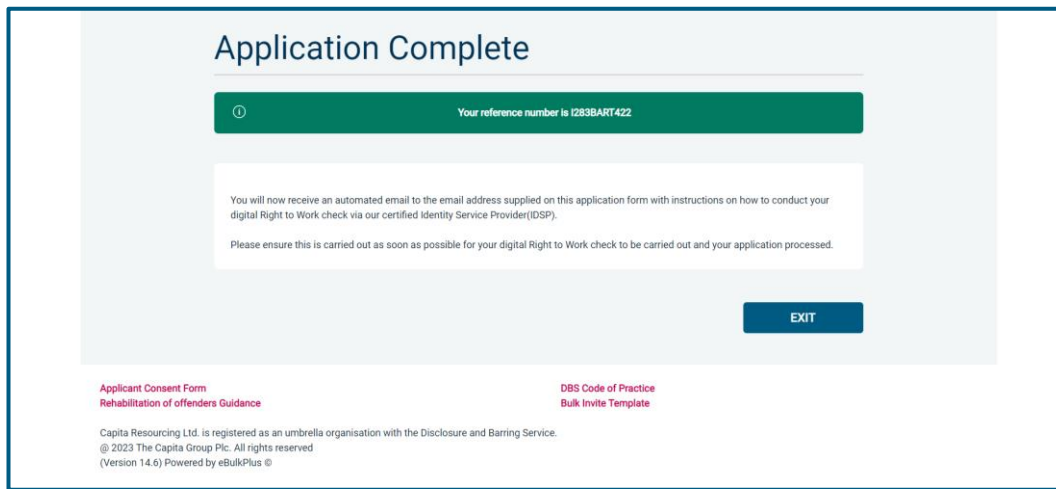 Application Complete
Your reference number is I283BART422
You will now receive an automated email to the email address supplied on this application form with instructions on how to conduct your
digital Right to Work check via our certified Identity Service Provider(IDSP).
Please ensure this is carried out as soon as possible for your digital Right to Work check to be carried out and your application processed.
EXIT
Applicant Consent Form
Rehabilitation of offenders Guidance
DBS Code of Practice
Bulk Invite Template
Capita Resourcing Ltd. is registered as an umbrella organisation with the Disclosure and Barring Service.
@ 2023 The Capita Group Plc. All rights reserved
(Version 14.6) Powered by eBulkPlus ©